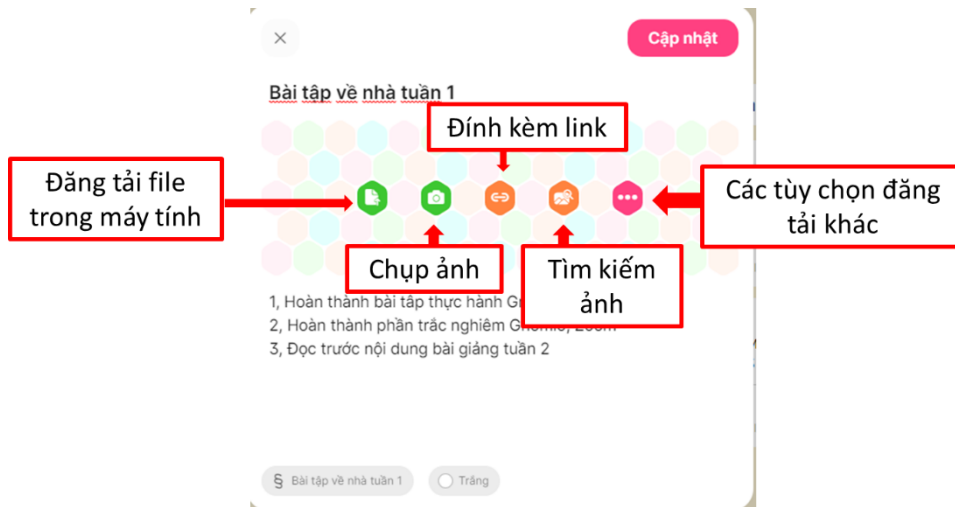 Cập nhật
Bài tập về nhà tuần 1
Đính kèm link
Đăng tải file
trong máy tính
Các tùy chọn đăng
tải khác
Chụp ảnh
Tìm kiếm
ảnh
1, Hoàn thành bài tâp thực hành
2, Hoàn thành phần trắc nghiêm
3, Đọc trước nội dung bài giảng tuần 2
§ Bài tập về nhà tuần 1
Trắng